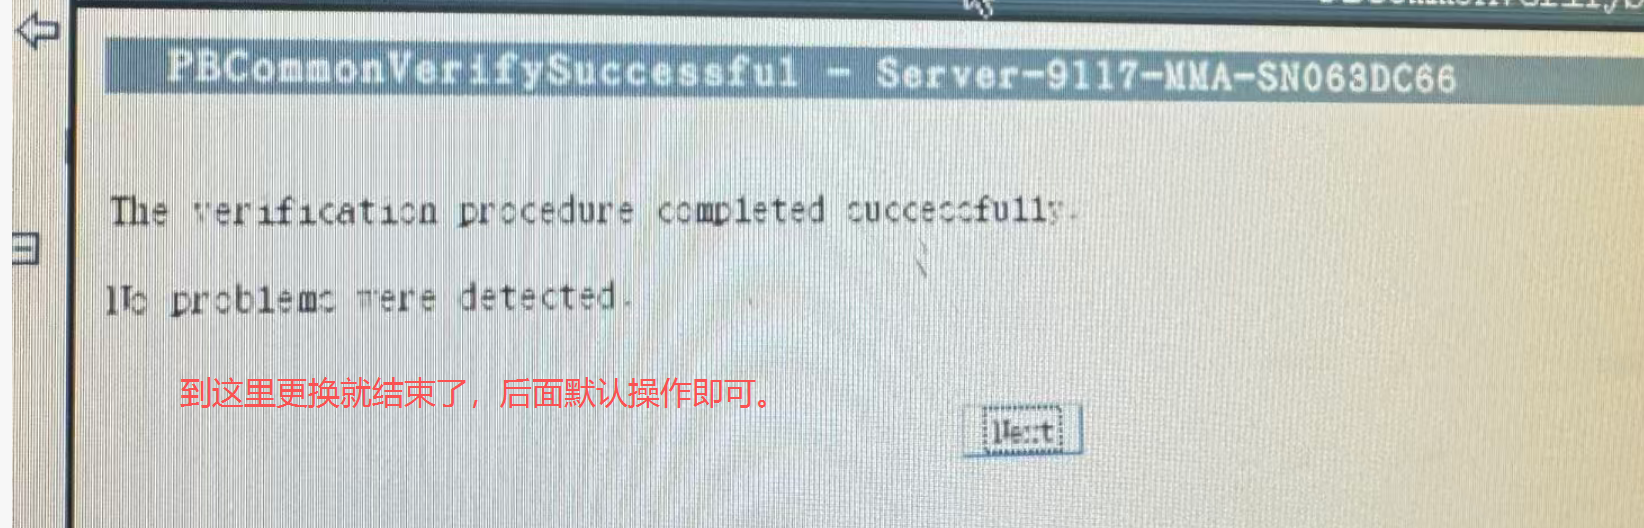 PBCommonVerifySuccessful - Server-9117-MMA-SN063DC66
The verification procedure completed successfully.
No problems were detected.
到这里更换就结束了，后面默认操作即可。
Next